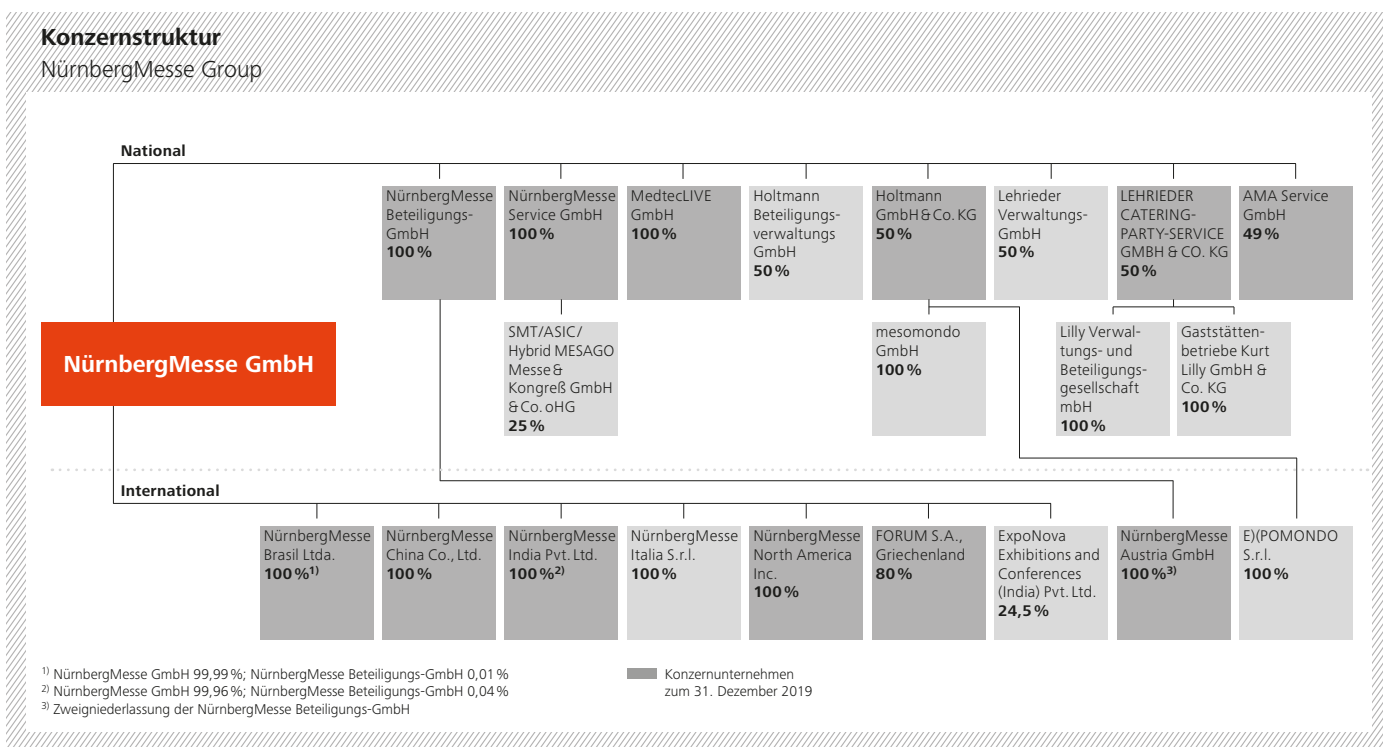 Konzernstruktur
NürnbergMesse Group
National
NürnbergMesse
Beteiligungs-
GmbH
100 %
NürnbergMesse
Service GmbH
100 %
MedtecLIVE
GmbH
100 %
Holtmann
Beteiligungs-
verwaltungs
GmbH
50 %
Holtmann
GmbH & Co. KG
50 %
Lehrieder
Verwaltungs-
GmbH
50 %
LEHRIEDER
CATERING-
PARTY-SERVICE
GMBH & CO. KG
50 %
AMA Service
GmbH
49 %
NürnbergMesse GmbH
SMT/ASIC/
Hybrid MESAGO
Messe &
Kongreß GmbH
& Co. oHG
25 %
mesomondo
GmbH
100 %
Lilly Verwal-
tungs- und
Beteiligungs-
gesellschaft
mbH
100 %
Gaststätten-
betriebe Kurt
Lilly GmbH &
Co. KG
100 %
International
NürnbergMesse
Brasil Ltda.
100 %1)
NürnbergMesse
China Co., Ltd.
100 %
NürnbergMesse
India Pvt. Ltd.
100 %2)
NürnbergMesse
Italia S.r.l.
100 %
NürnbergMesse
North America
Inc.
100 %
FORUM S.A.,
Griechenland
80 %
ExpoNova
Exhibitions and
Conferences
(India) Pvt. Ltd.
24,5 %
NürnbergMesse
Austria GmbH
100 %3)
E)(POMONDO
S.r.l.
100 %
1) NürnbergMesse GmbH 99,99 %; NürnbergMesse Beteiligungs-GmbH 0,01 %
2) NürnbergMesse GmbH 99,96 %; NürnbergMesse Beteiligungs-GmbH 0,04 %
3) Zweigniederlassung der NürnbergMesse Beteiligungs-GmbH
Konzernunternehmen
zum 31. Dezember 2019